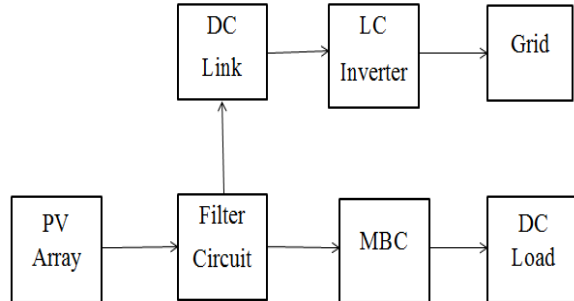 DC
Link
LC
Inverter
Grid
PV
Array
Filter
Circuit
MBC
DC
Load